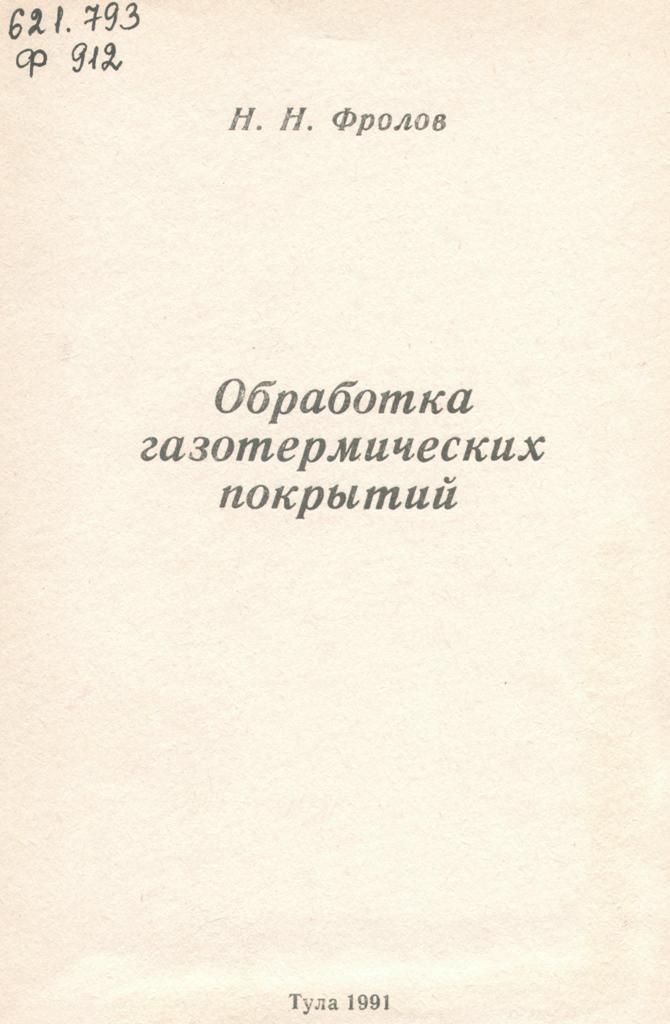 621.793
Ф 912
Н. Н. Фролов
Обработка
газотермических
покрытий
Тула 1991